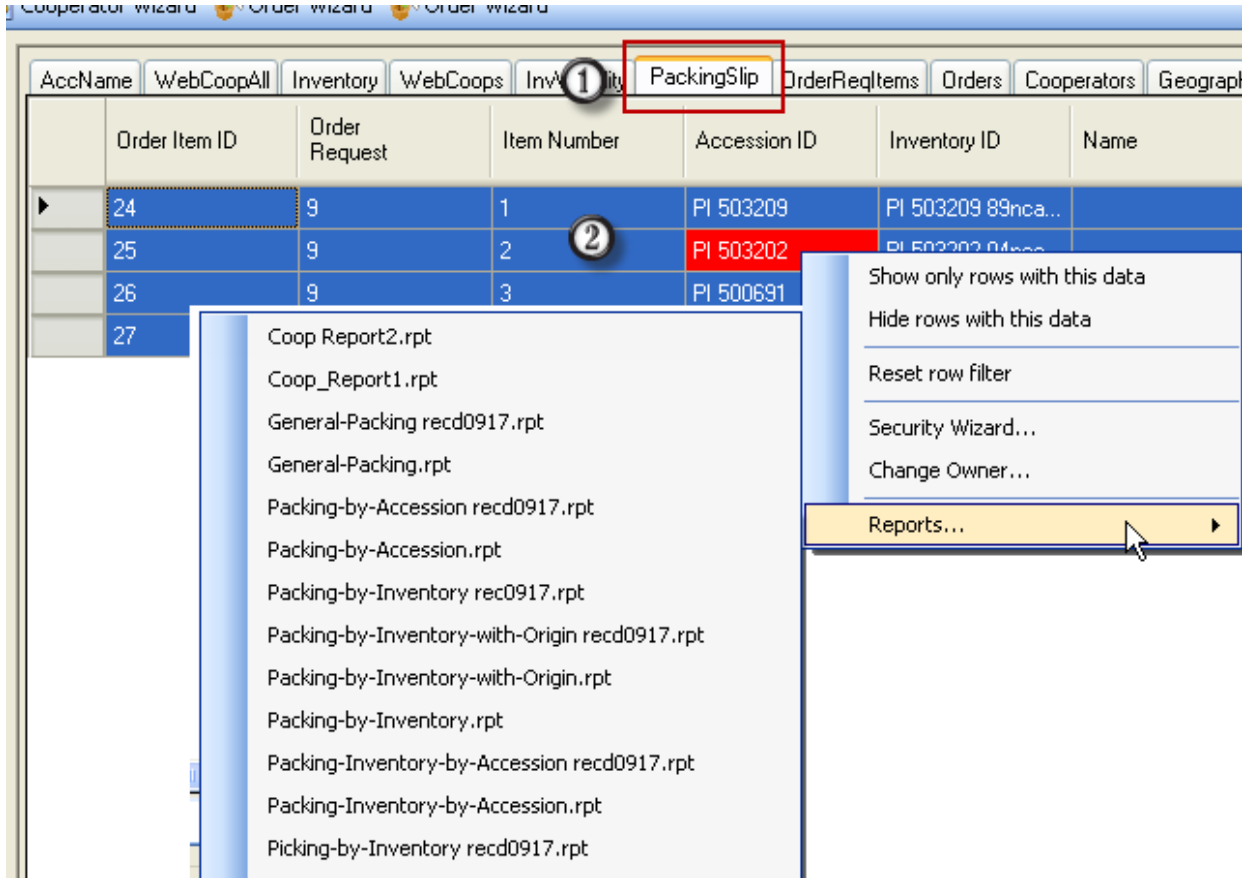 Cooperator Wizard Order Wizard Order Wizard
AccName WebCoopAll Inventory WebCoops 1 PackingSlip OrderReqItems Orders Cooperators Geograph
Order Item ID Order Request Item Number Accession ID Inventory ID Name
24 9 1 PI 503209 PI 503209 89nca...
25 9 2 PI 503202 PI 503202 04nca
2
26 9 3 PI 500691
27
Show only rows with this data
Hide rows with this data
Reset row filter
Security Wizard...
Change Owner...
Reports...
Coop Report2.rpt
Coop_Report1.rpt
General-Packing recd0917.rpt
General-Packing.rpt
Packing-by-Accession recd0917.rpt
Packing-by-Accession.rpt
Packing-by-Inventory rec0917.rpt
Packing-by-Inventory-with-Origin recd0917.rpt
Packing-by-Inventory-with-Origin.rpt
Packing-by-Inventory.rpt
Packing-Inventory-by-Accession recd0917.rpt
Packing-Inventory-by-Accession.rpt
Picking-by-Inventory recd0917.rpt